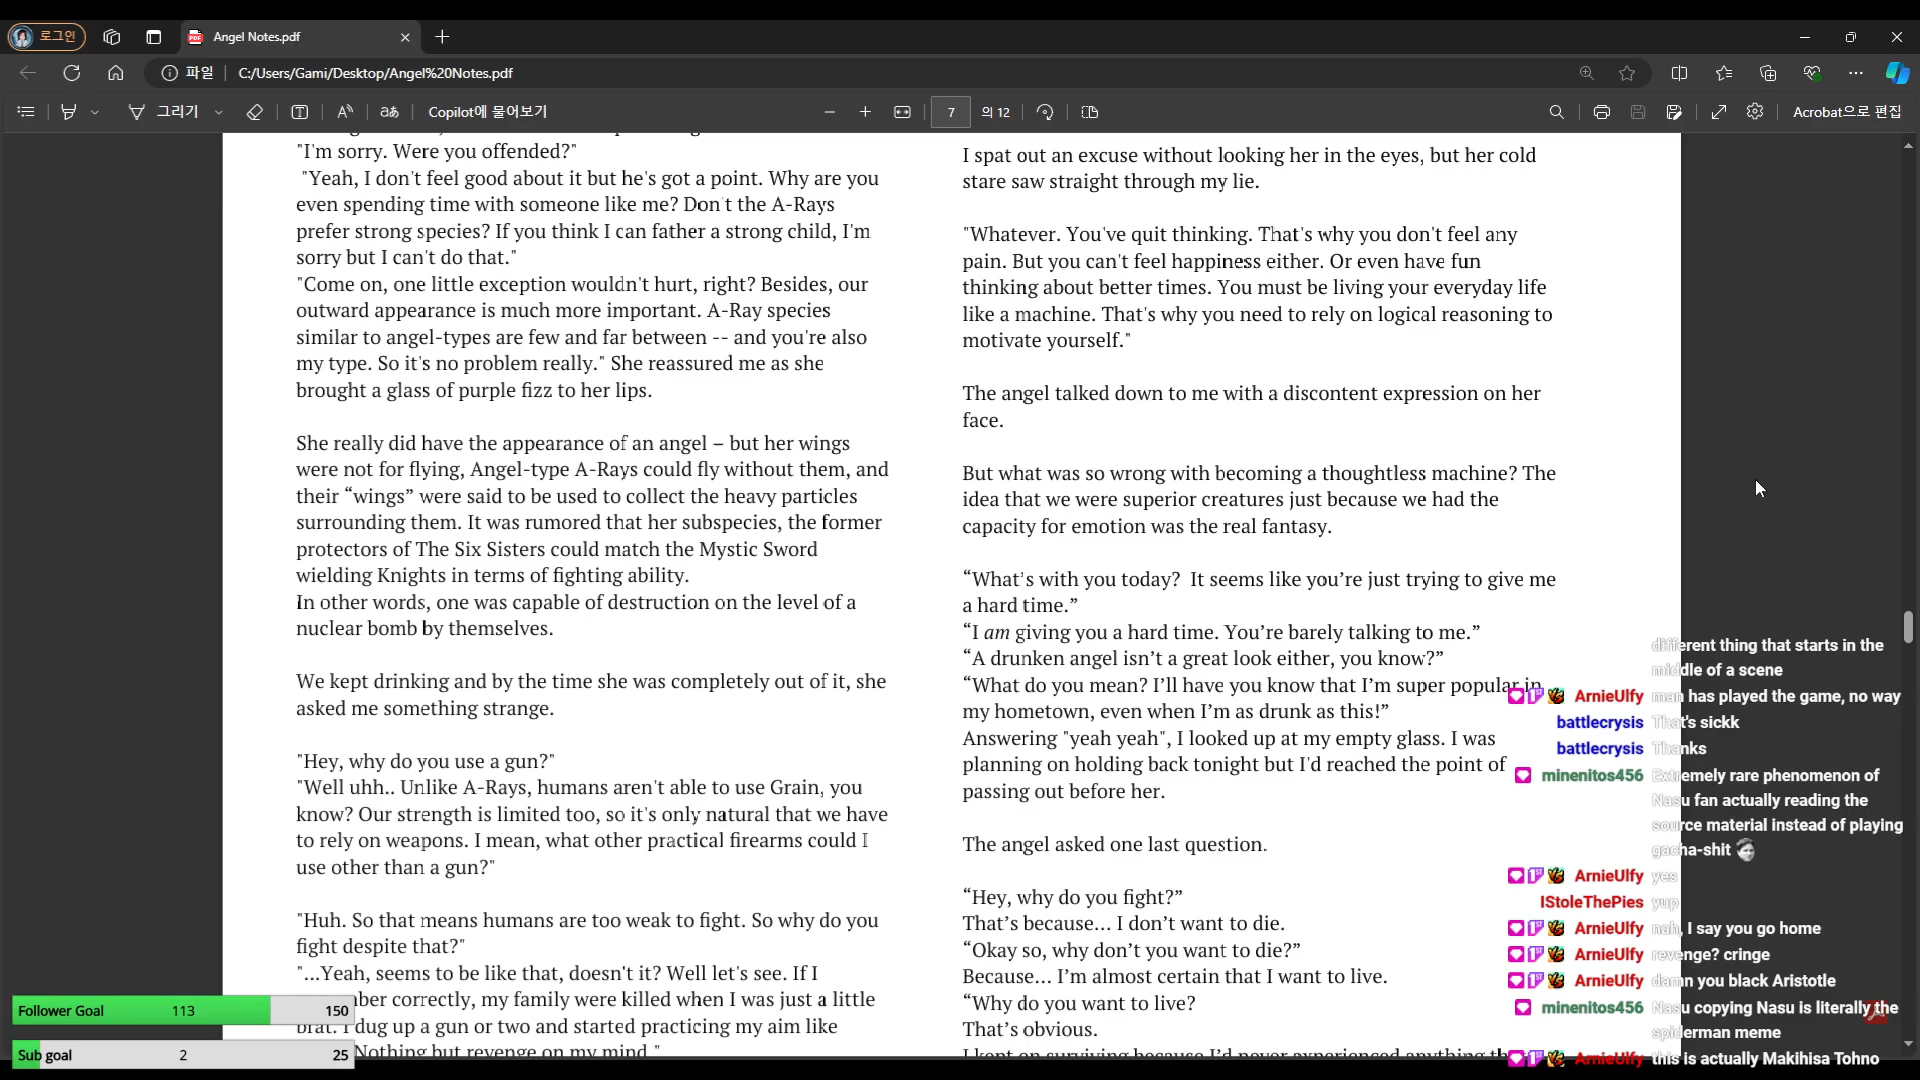 로그인
Angel Notes.pdf
파일
C:/Users/Gami/Desktop/Angel%20Notes.pdf
그리기
aあ
Copilot에 물어보기
7 의 12
Acrobat으로 편집
"I'm sorry. Were you offended?"
"Yeah, I don't feel good about it but he's got a point. Why are you
even spending time with someone like me? Don't the A-Rays
prefer strong species? If you think I can father a strong child, I'm
sorry but I can't do that."
"Come on, one little exception wouldn't hurt, right? Besides, our
outward appearance is much more important. A-Ray species
similar to angel-types are few and far between -- and you're also
my type. So it's no problem really." She reassured me as she
brought a glass of purple fizz to her lips.
She really did have the appearance of an angel – but her wings
were not for flying, Angel-type A-Rays could fly without them, and
their “wings” were said to be used to collect the heavy particles
surrounding them. It was rumored that her subspecies, the former
protectors of The Six Sisters could match the Mystic Sword
wielding Knights in terms of fighting ability.
In other words, one was capable of destruction on the level of a
nuclear bomb by themselves.
We kept drinking and by the time she was completely out of it, she
asked me something strange.
"Hey, why do you use a gun?"
"Well uhh.. Unlike A-Rays, humans aren't able to use Grain, you
know? Our strength is limited too, so it's only natural that we have
to rely on weapons. I mean, what other practical firearms could I
use other than a gun?"
"Huh. So that means humans are too weak to fight. So why do you
fight despite that?"
"...Yeah, seems to be like that, doesn't it? Well let's see. If I
ber correctly, my family were killed when I was just a little
brat. I dug up a gun or two and started practicing my aim like
Nothing but revenge on my mind."
I spat out an excuse without looking her in the eyes, but her cold
stare saw straight through my lie.
"Whatever. You've quit thinking. That's why you don't feel any
pain. But you can't feel happiness either. Or even have fun
thinking about better times. You must be living your everyday life
like a machine. That's why you need to rely on logical reasoning to
motivate yourself."
The angel talked down to me with a discontent expression on her
face.
But what was so wrong with becoming a thoughtless machine? The
idea that we were superior creatures just because we had the
capacity for emotion was the real fantasy.
“What’s with you today? It seems like you’re just trying to give me
a hard time.”
“I am giving you a hard time. You’re barely talking to me.”
“A drunken angel isn’t a great look either, you know?”
“What do you mean? I’ll have you know that I’m super popular in
my hometown, even when I’m as drunk as this!”
Answering "yeah yeah", I looked up at my empty glass. I was
planning on holding back tonight but I'd reached the point of
passing out before her.
The angel asked one last question.
“Hey, why do you fight?”
That’s because... I don’t want to die.
“Okay so, why don’t you want to die?”
Because... I’m almost certain that I want to live.
“Why do you want to live?
That’s obvious.
I kept on surviving because I’d never experienced anything th
different thing that starts in the
middle of a scene
ArnieUlfy man has played the game, no way
battlecrysis That's sickk
battlecrysis Thanks
minenitos456 Extremely rare phenomenon of
Nasu fan actually reading the
source material instead of playing
gacha-shit
ArnieUlfy yes
IStoleThePies yup
ArnieUlfy nah, I say you go home
ArnieUlfy revenge? cringe
ArnieUlfy damn you black Aristotle
minenitos456 Nasu copying Nasu is literally the
spiderman meme
ArnieUlfy this is actually Makihisa Tohno
Follower Goal 113 150
Sub goal 2 25